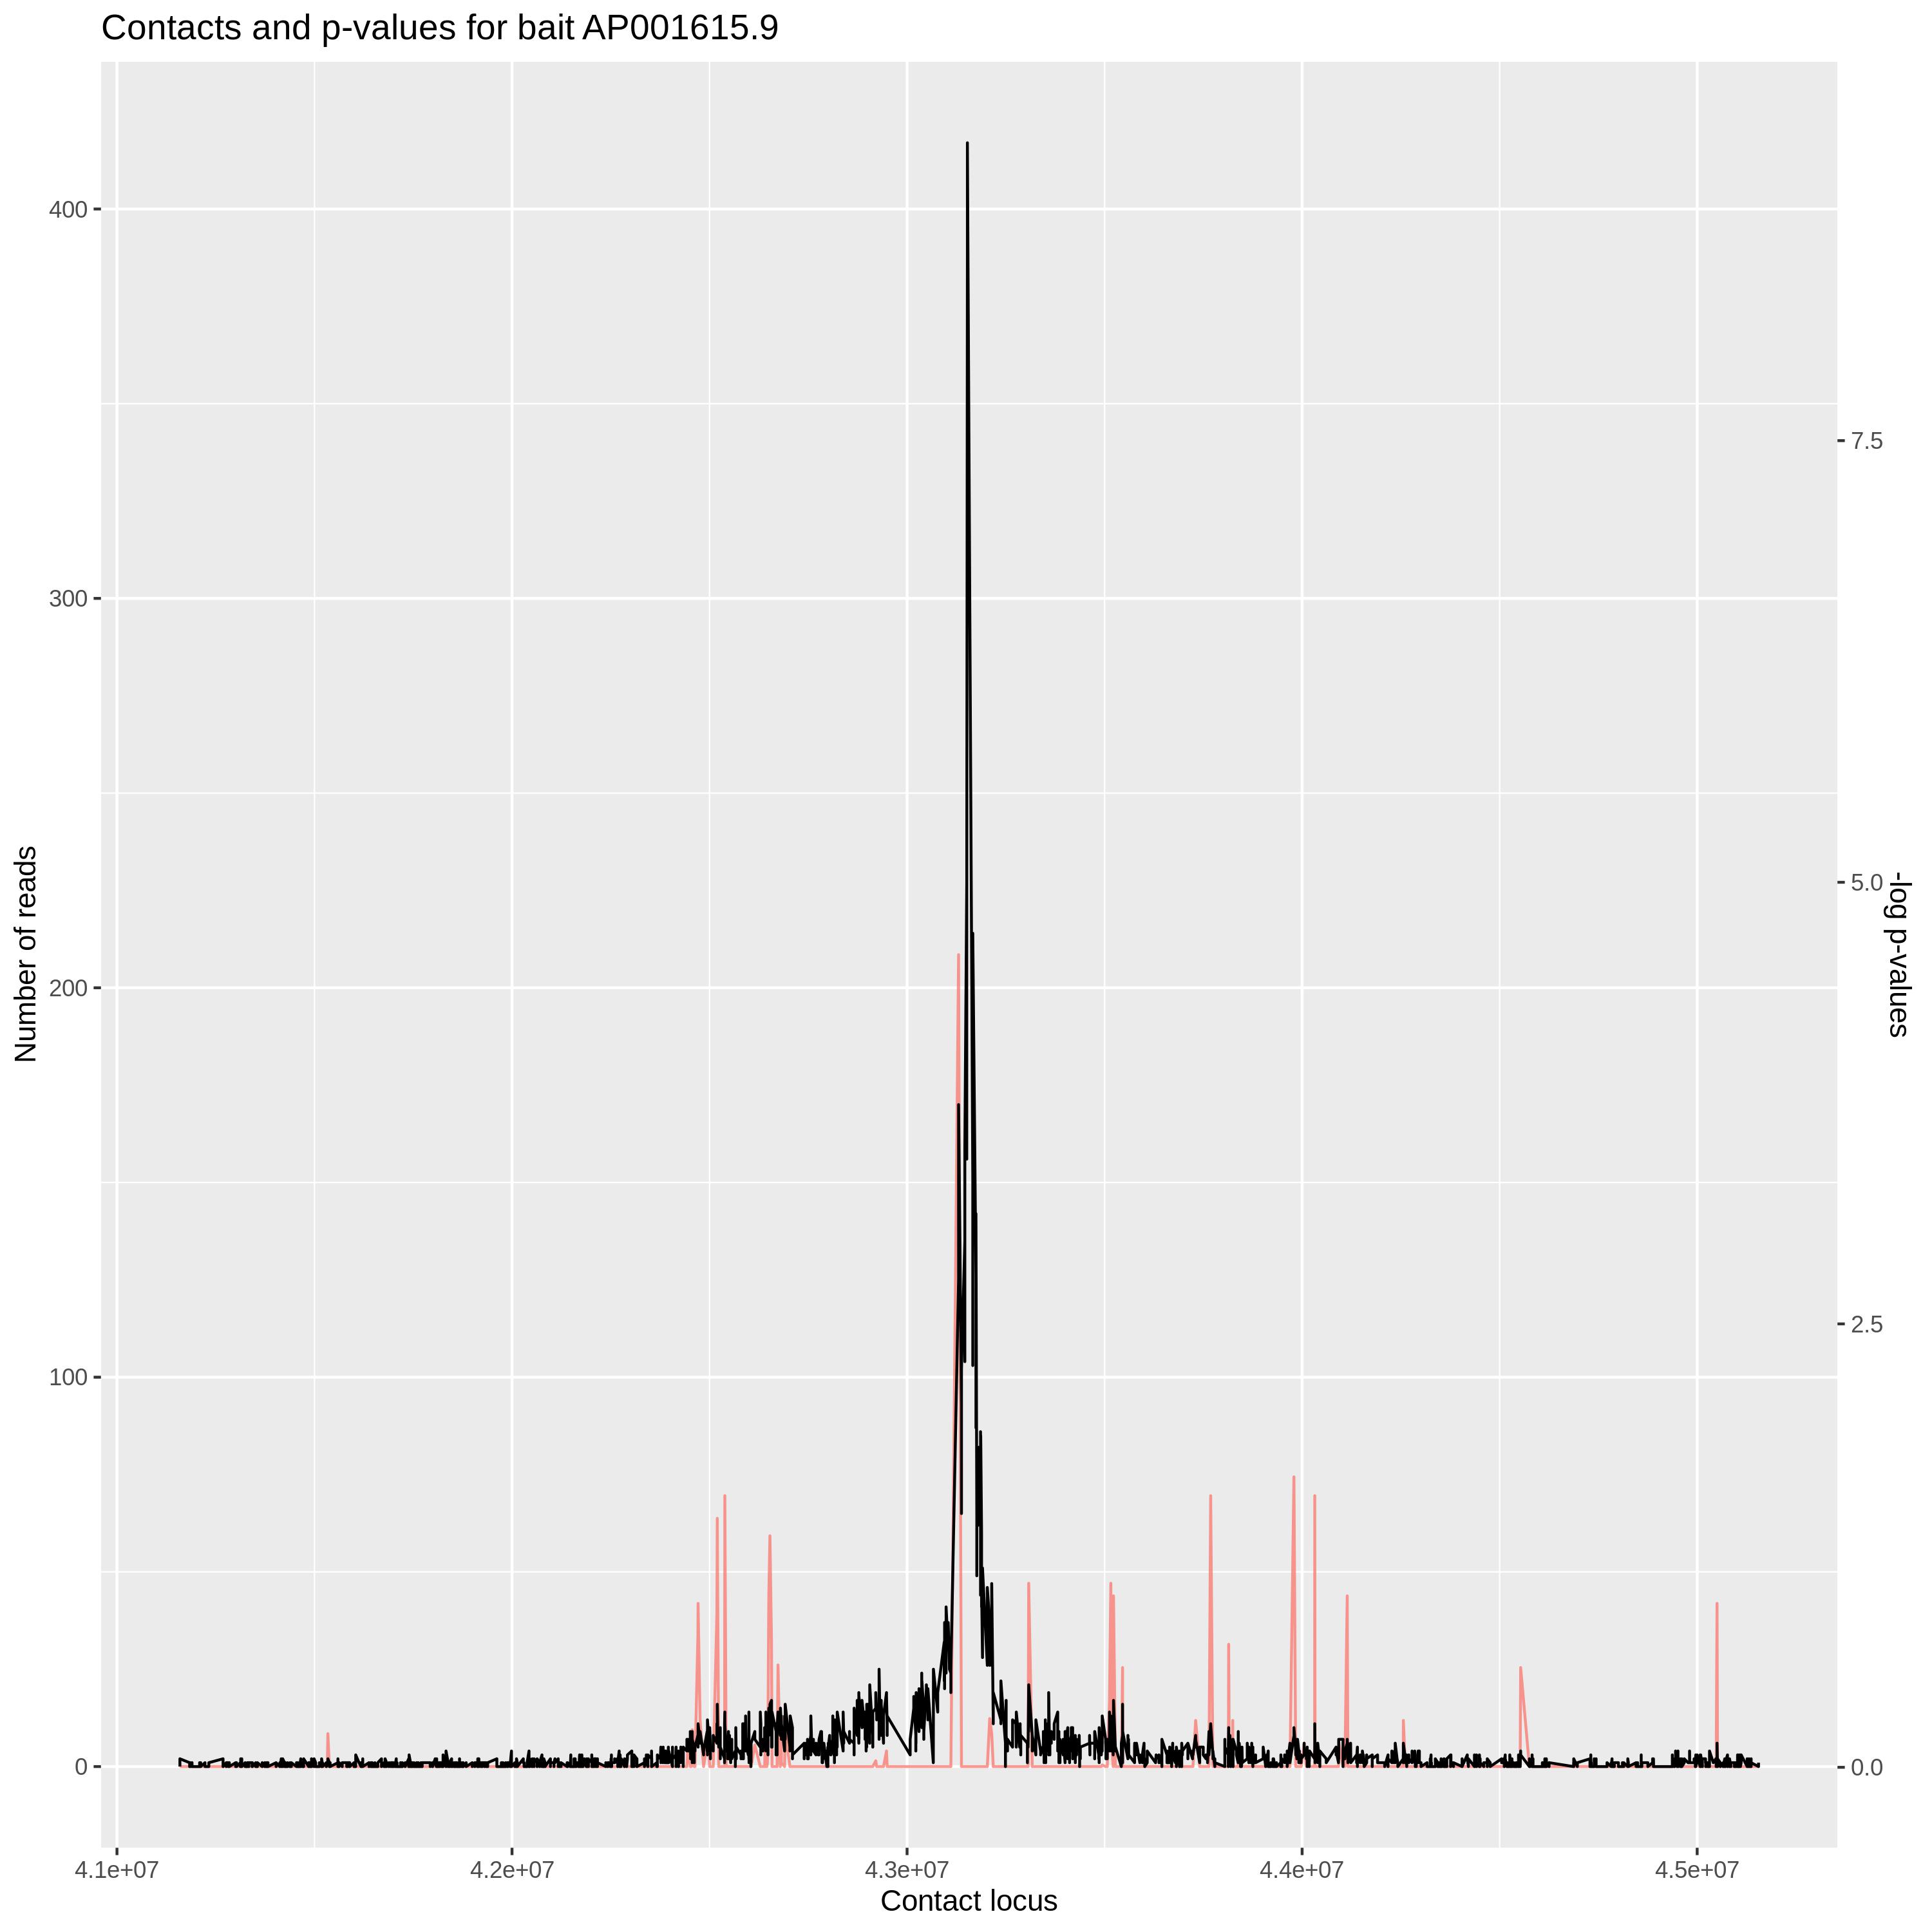 Contacts and p-values for bait AP001615.9
400
300
200
100
0
Number of reads
7.5
5.0
2.5
0.0
-log p-values
4.1e+07
4.2e+07
4.3e+07
4.4e+07
4.5e+07
Contact locus